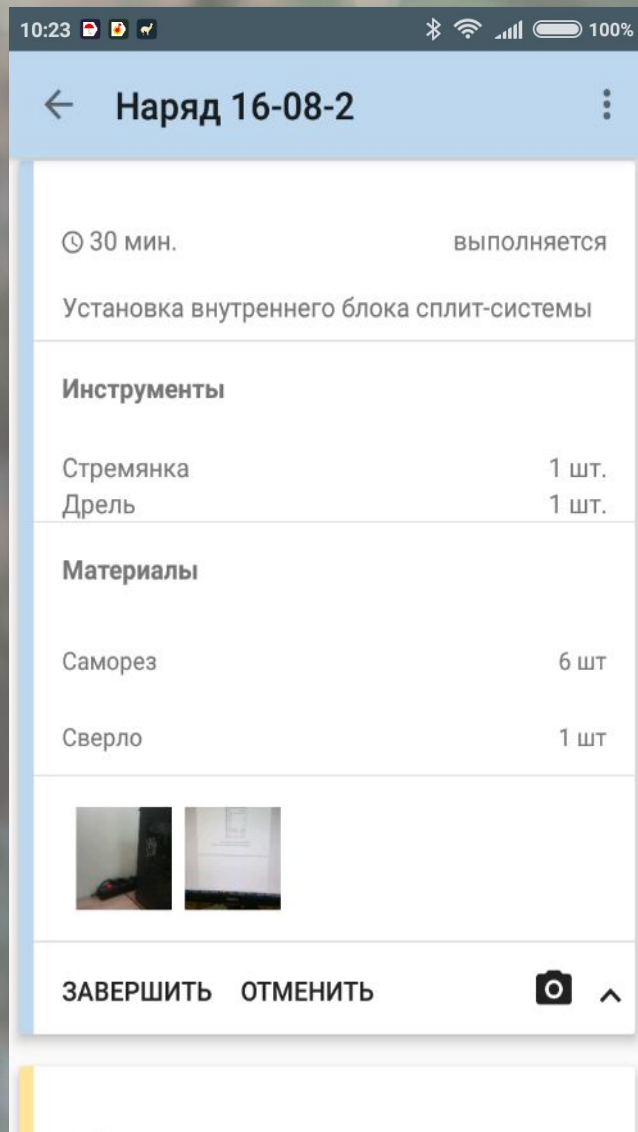 10:23 100%
Наряд 16-08-2
30 мин. выполняется
Установка внутреннего блока сплит-системы
Инструменты
Стремянка 1 шт.
Дрель 1 шт.
Материалы
Саморез 6 шт
Сверло 1 шт
ЗАВЕРШИТЬ ОТМЕНИТЬ